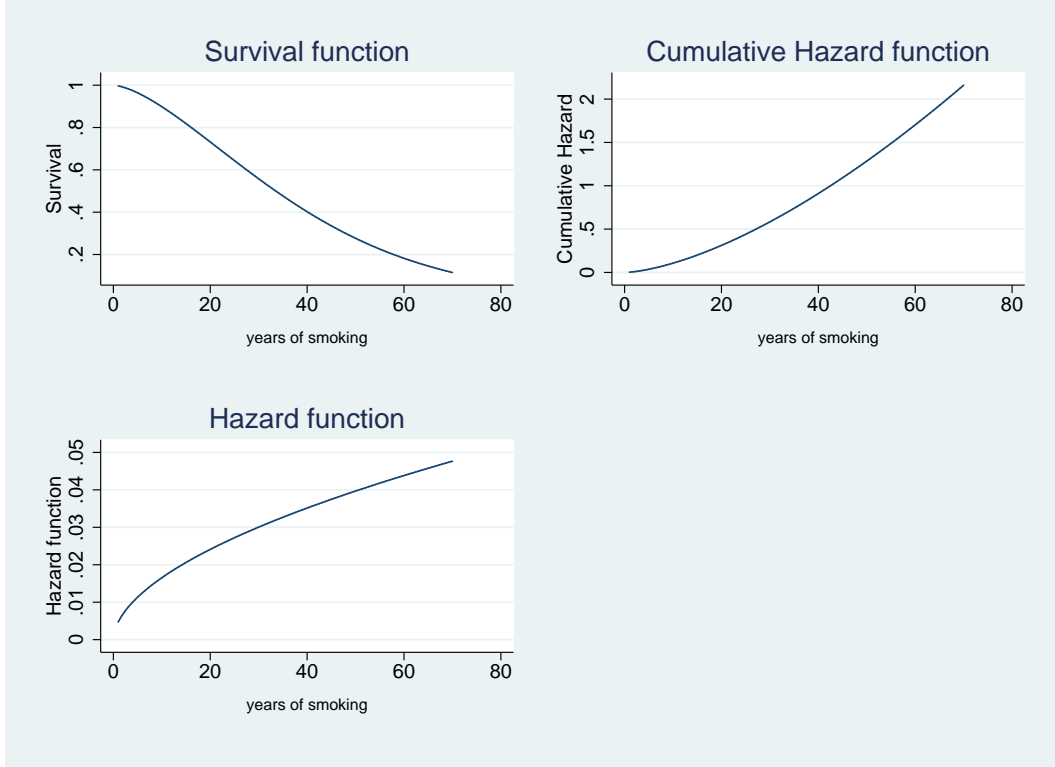 Survival function
Survival
1
.8
.6
.4
.2
0 20 40 60 80
years of smoking
Cumulative Hazard function
Cumulative Hazard
2
1.5
1
.5
0
0 20 40 60 80
years of smoking
Hazard function
Hazard function
.05
.04
.03
.02
.01
0
0 20 40 60 80
years of smoking